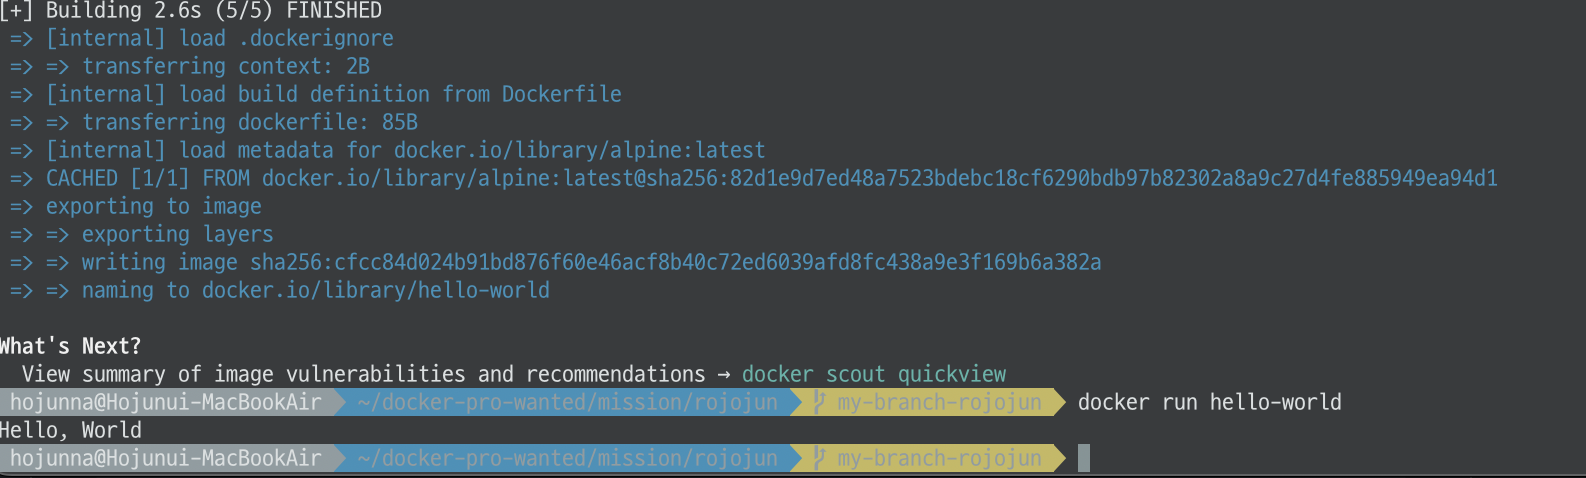 [+] Building 2.6s (5/5) FINISHED
=> [internal] load .dockerignore
=> => transferring context: 2B
=> [internal] load build definition from Dockerfile
=> => transferring dockerfile: 85B
=> [internal] load metadata for docker.io/library/alpine:latest
=> CACHED [1/1] FROM docker.io/library/alpine:latest@sha256:82d1e9d7ed48a7523bdebc18cf6290bdb97b82302a8a9c27d4fe885949ea94d1
=> exporting to image
=> => exporting layers
=> => writing image sha256:cfcc84d024b91bd876f60e46acf8b40c72ed6039afd8fc438a9e3f169b6a382a
=> => naming to docker.io/library/hello-world
What's Next?
View summary of image vulnerabilities and recommendations → docker scout quickview
hojunna@Hojunui-MacBookAir ~/docker-pro-wanted/mission/rojojun my-branch-rojojun docker run hello-world
Hello, World
hojunna@Hojunui-MacBookAir ~/docker-pro-wanted/mission/rojojun my-branch-rojojun